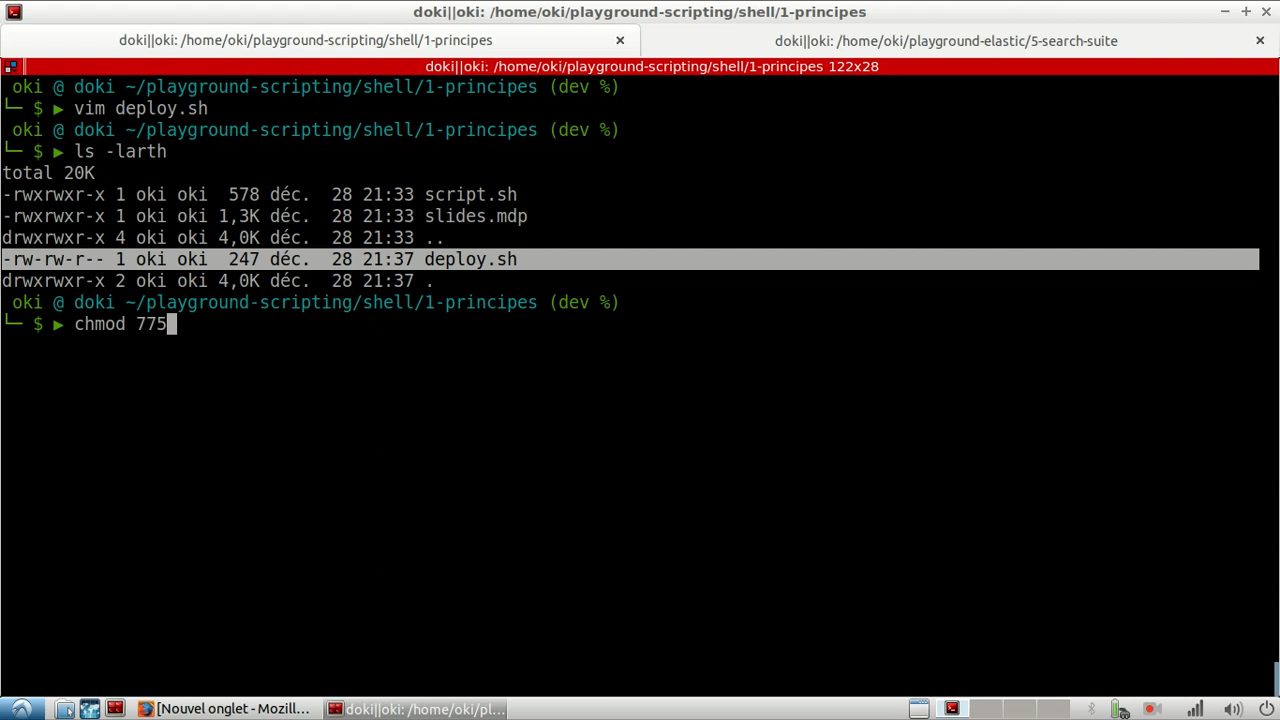 doki||oki: /home/oki/playground-scripting/shell/1-principes
doki||oki: /home/oki/playground-scripting/shell/1-principes
doki||oki: /home/oki/playground-elastic/5-search-suite
doki||oki: /home/oki/playground-scripting/shell/1-principes 122x28
oki @ doki ~/playground-scripting/shell/1-principes (dev %)
└─ $ ▶ vim deploy.sh
oki @ doki ~/playground-scripting/shell/1-principes (dev %)
└─ $ ▶ ls -larth
total 20K
-rwxrwxr-x 1 oki oki  578 déc.  28 21:33 script.sh
-rwxrwxr-x 1 oki oki 1,3K déc.  28 21:33 slides.mdp
drwxrwxr-x 4 oki oki 4,0K déc.  28 21:33 ..
-rw-rw-r-- 1 oki oki  247 déc.  28 21:37 deploy.sh
drwxrwxr-x 2 oki oki 4,0K déc.  28 21:37 .
oki @ doki ~/playground-scripting/shell/1-principes (dev %)
└─ $ ▶ chmod 775
[Nouvel onglet - Mozill...
doki||oki: /home/oki/pl...